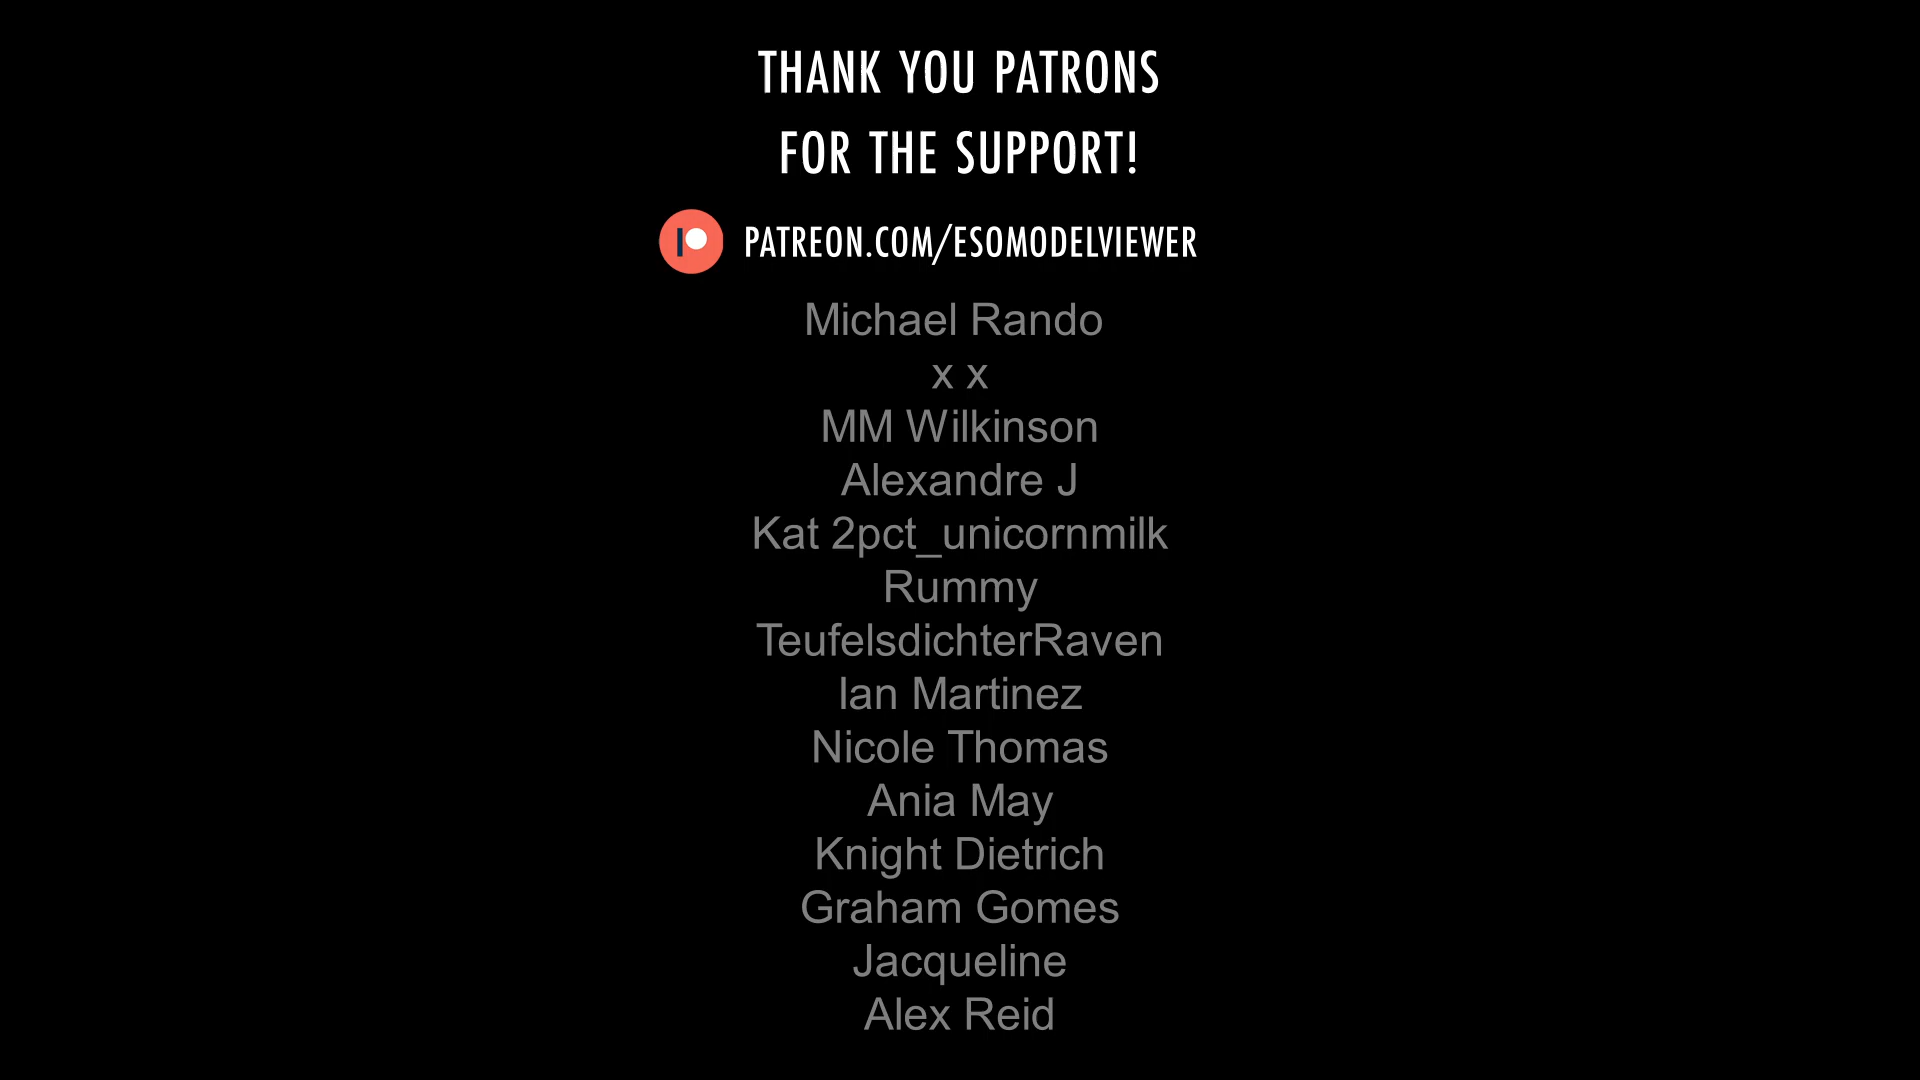 THANK YOU PATRONS
FOR THE SUPPORT!
PATREON.COM/ESOMODELVIEWER
Michael Rando
x x
MM Wilkinson
Alexandre J
Kat 2pct_unicornmilk
Rummy
TeufelsdichterRaven
Ian Martinez
Nicole Thomas
Ania May
Knight Dietrich
Graham Gomes
Jacqueline
Alex Reid